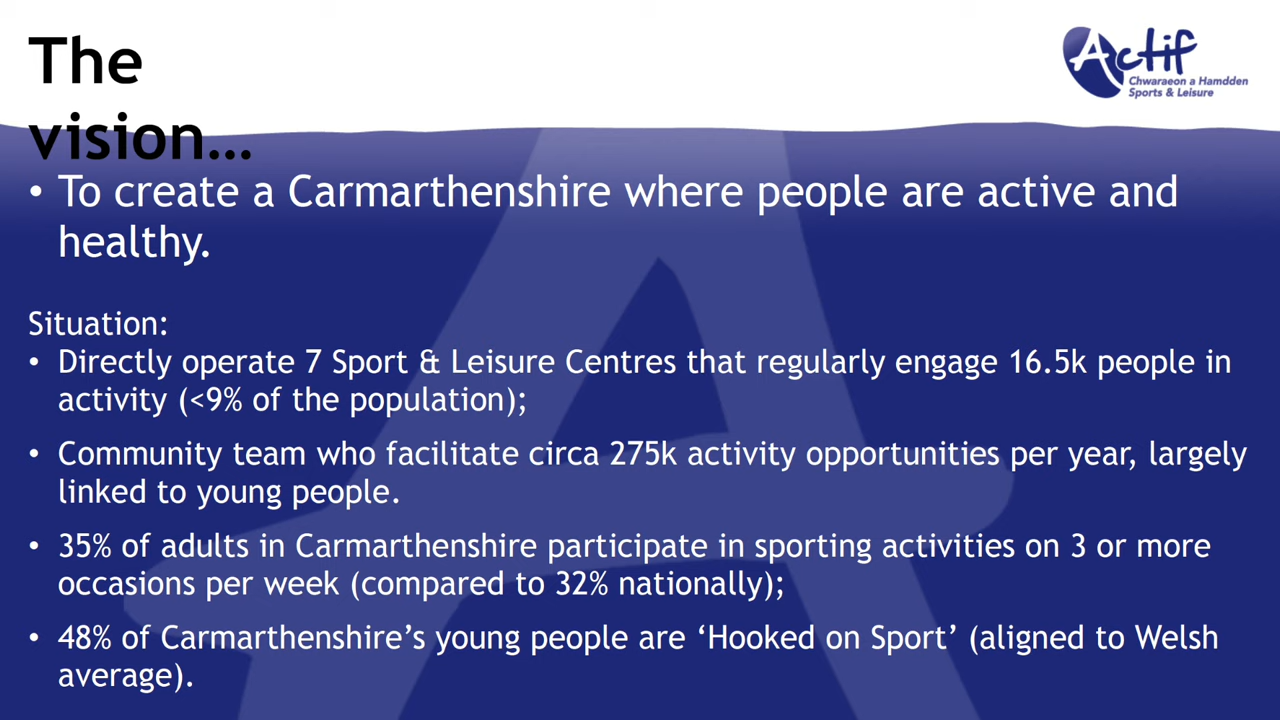 The
vision…
Actif
Chwaraeon a Hamdden
Sports & Leisure
• To create a Carmarthenshire where people are active and
healthy.
Situation:
• Directly operate 7 Sport & Leisure Centres that regularly engage 16.5k people in
activity (<9% of the population);
• Community team who facilitate circa 275k activity opportunities per year, largely
linked to young people.
• 35% of adults in Carmarthenshire participate in sporting activities on 3 or more
occasions per week (compared to 32% nationally);
• 48% of Carmarthenshire’s young people are ‘Hooked on Sport’ (aligned to Welsh
average).